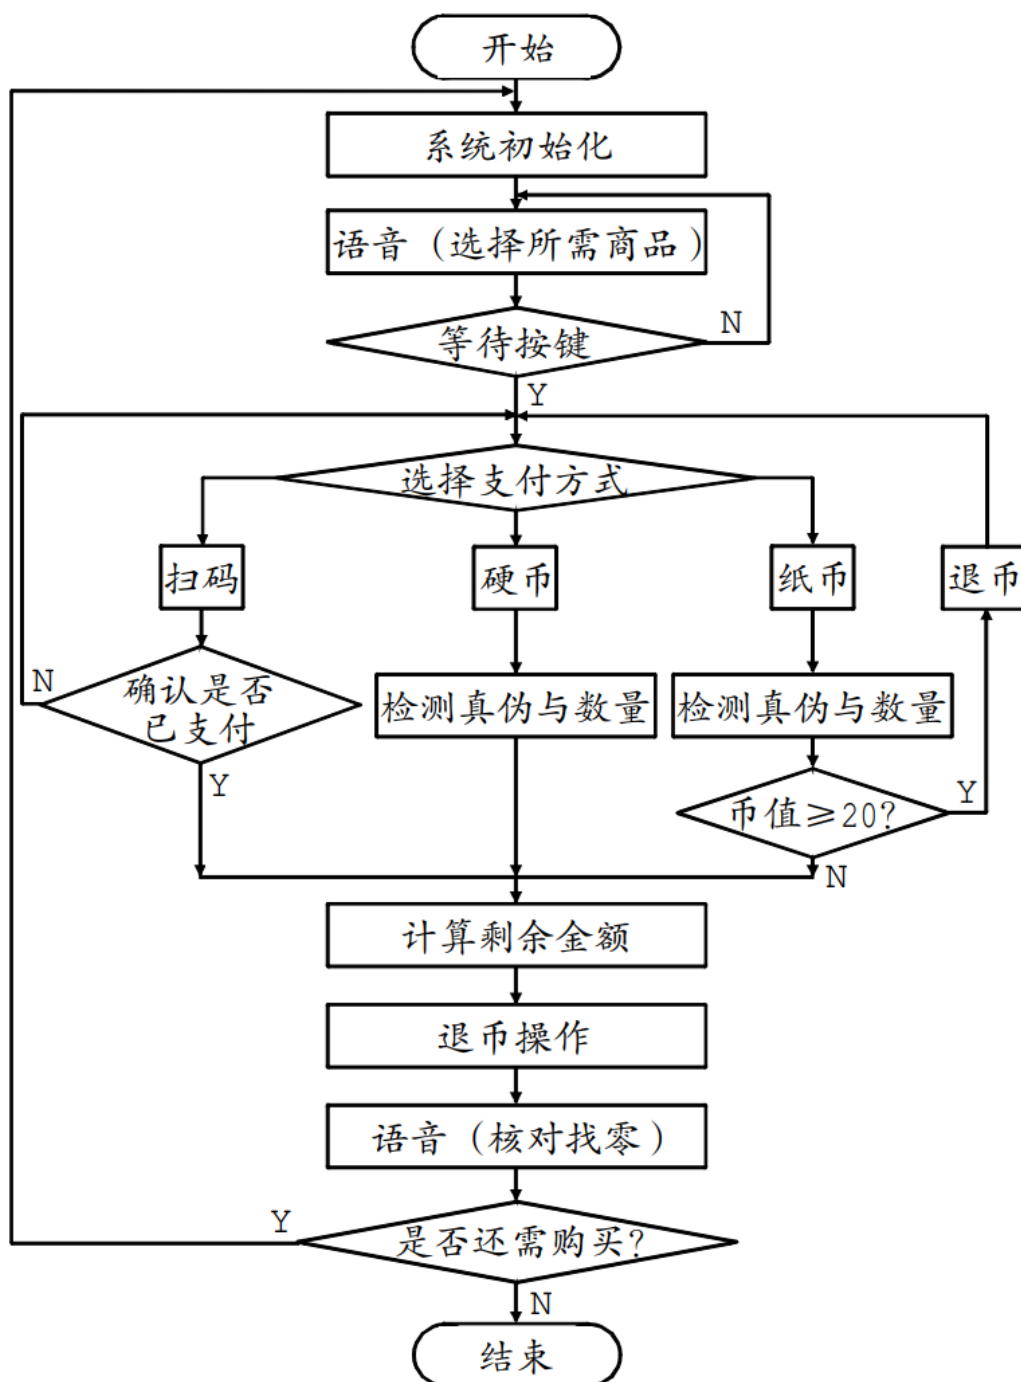 开始
系统初始化
语音（选择所需商品）
等待按键
N
Y
选择支付方式
扫码
硬币
纸币
退币
N
确认是否
已支付
检测真伪与数量
检测真伪与数量
Y
币值≥20?
Y
N
计算剩余金额
退币操作
语音（核对找零）
Y
是否还需购买?
N
结束